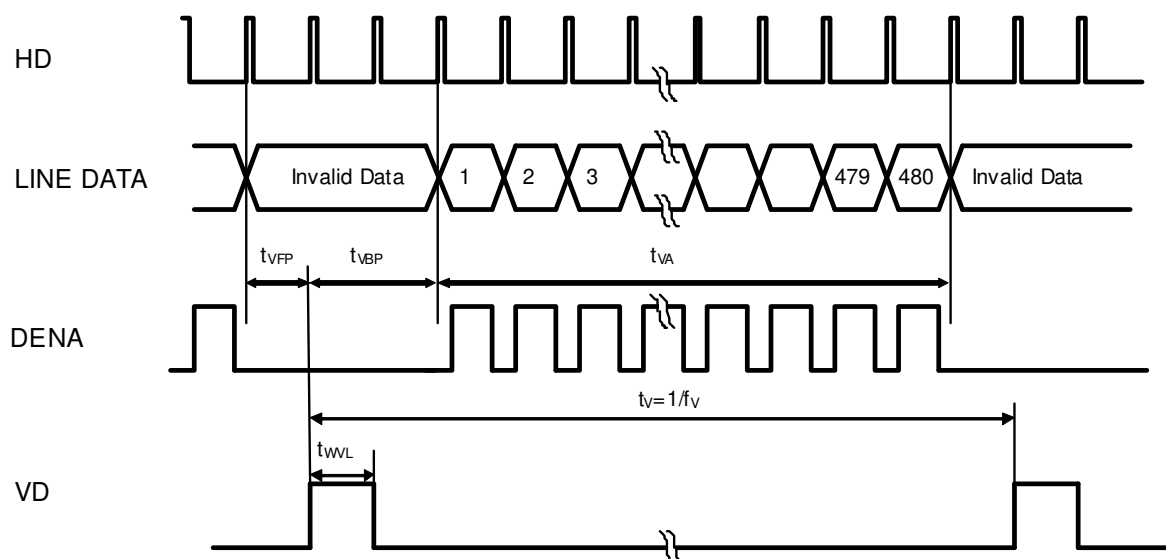 HD
LINE DATA
Invalid Data 1 2 3 479 480 Invalid Data
tVFP tVBP tVA
DENA
tV=1/fV
tWVL
VD